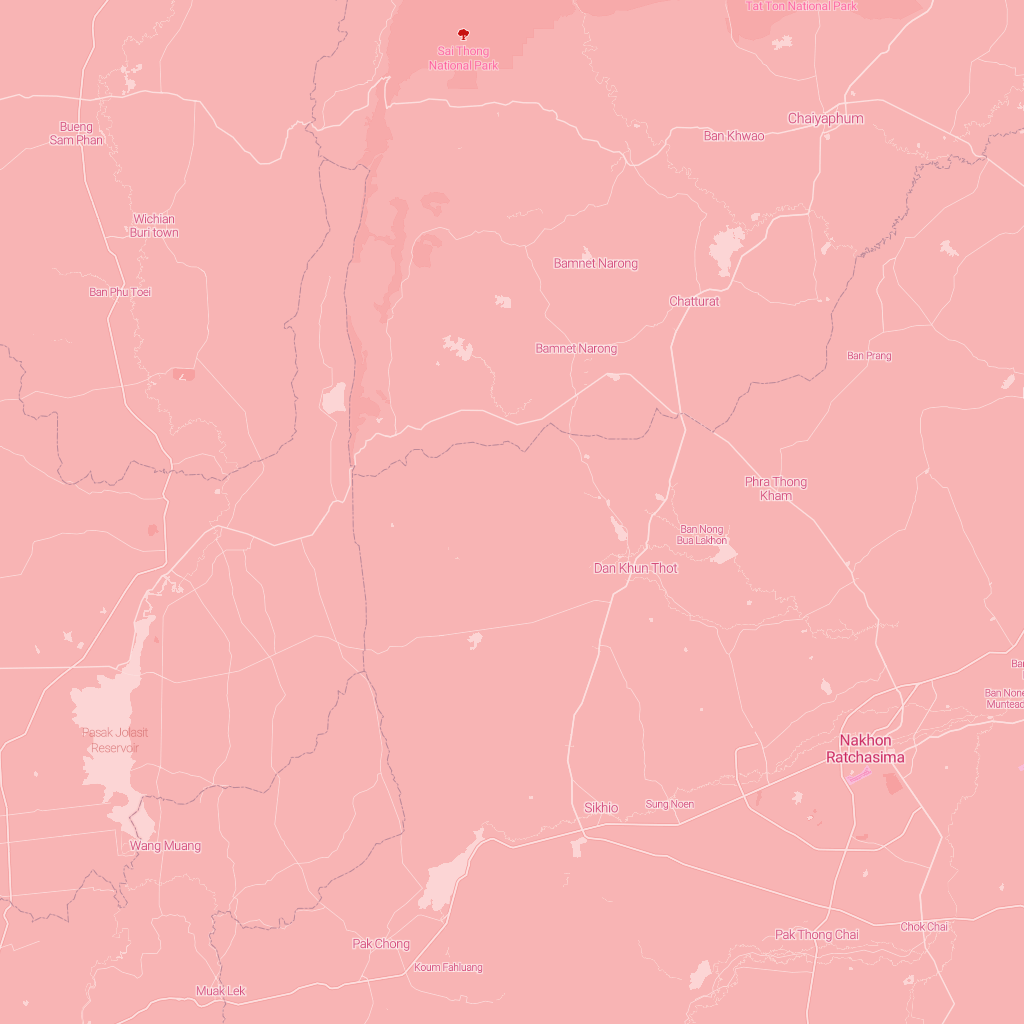 Tat Ton National Park
Sai Thong
National Park
Chaiyaphum
Bueng
Sam Phan
Ban Khwao
Wichian
Buri town
Bamnet Narong
Ban Phu Toei
Chatturat
Bamnet Narong
Ban Prang
Phra Thong
Kham
Ban Nong
Bua Lakhon
Dan Khun Thot
Ban None
Muntead
Pasak Jolasit
Reservoir
Nakhon
Ratchasima
Sikhio
Sung Noen
Wang Muang
Chok Chai
Pak Thong Chai
Pak Chong
Koum Fahluang
Muak Lek